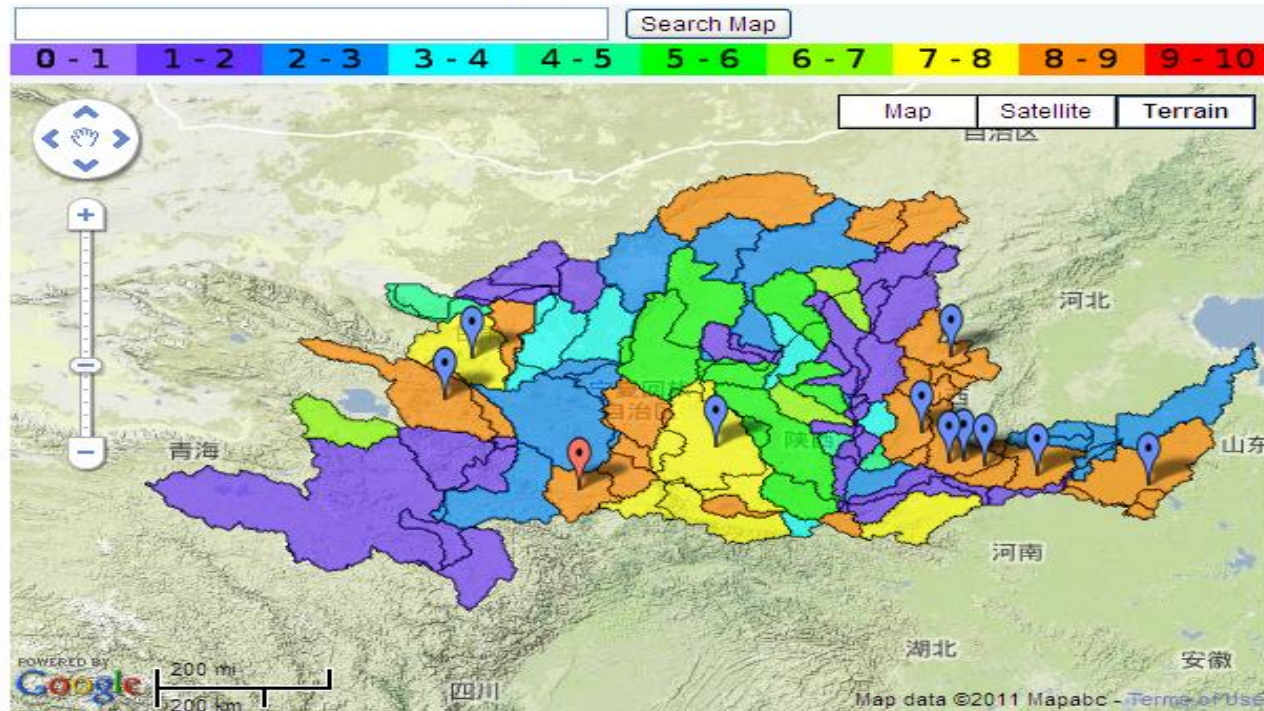 Search Map
0 - 1 1 - 2 2 - 3 3 - 4 4 - 5 5 - 6 6 - 7 7 - 8 8 - 9 9 - 10
Map Satellite Terrain
自治区
河北
青海
自治区
陕西
山东
河南
湖北
安徽
四川
POWERED BY
Google
200 mi
200 km
Map data ©2011 Mapabc - Terms of Use